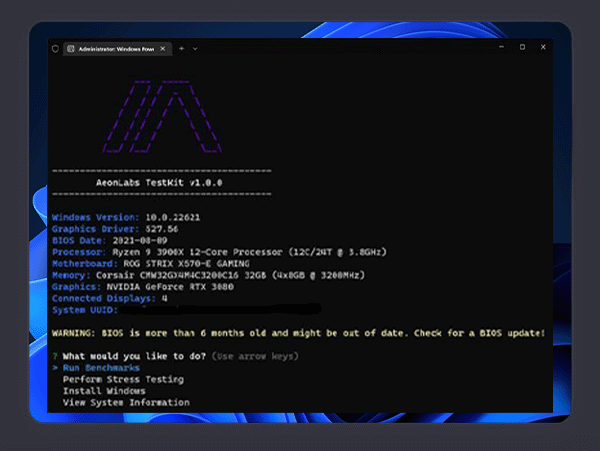 Administrator: Windows Pow
AeonLabs TestKit v1.0.0
Windows Version: 10.0.22621
Graphics Driver: 527.56
BIOS Date: 2021-08-09
Processor: Ryzen 9 3900X 12-Core Processor (12C/24T @ 3.8GHz)
Motherboard: ROG STRIX X570-E GAMING
Memory: Corsair CMW32GX4M4C3200C16 32GB (4x8GB @ 3200MHz)
Graphics: NVIDIA GeForce RTX 3080
Connected Displays: 4
System UUID:
WARNING: BIOS is more than 6 months old and might be out of date. Check for a BIOS update!
? What would you like to do? (Use arrow keys)
> Run Benchmarks
Perform Stress Testing
Install Windows
View System Information